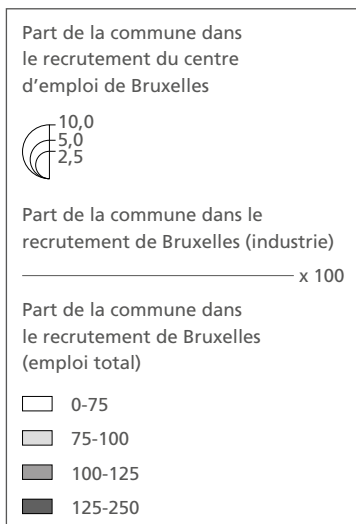 Part de la commune dans
le recrutement du centre
d’emploi de Bruxelles
10,0
5,0
2,5
Part de la commune dans le
recrutement de Bruxelles (industrie)
x 100
Part de la commune dans
le recrutement de Bruxelles
(emploi total)
0-75
75-100
100-125
125-250